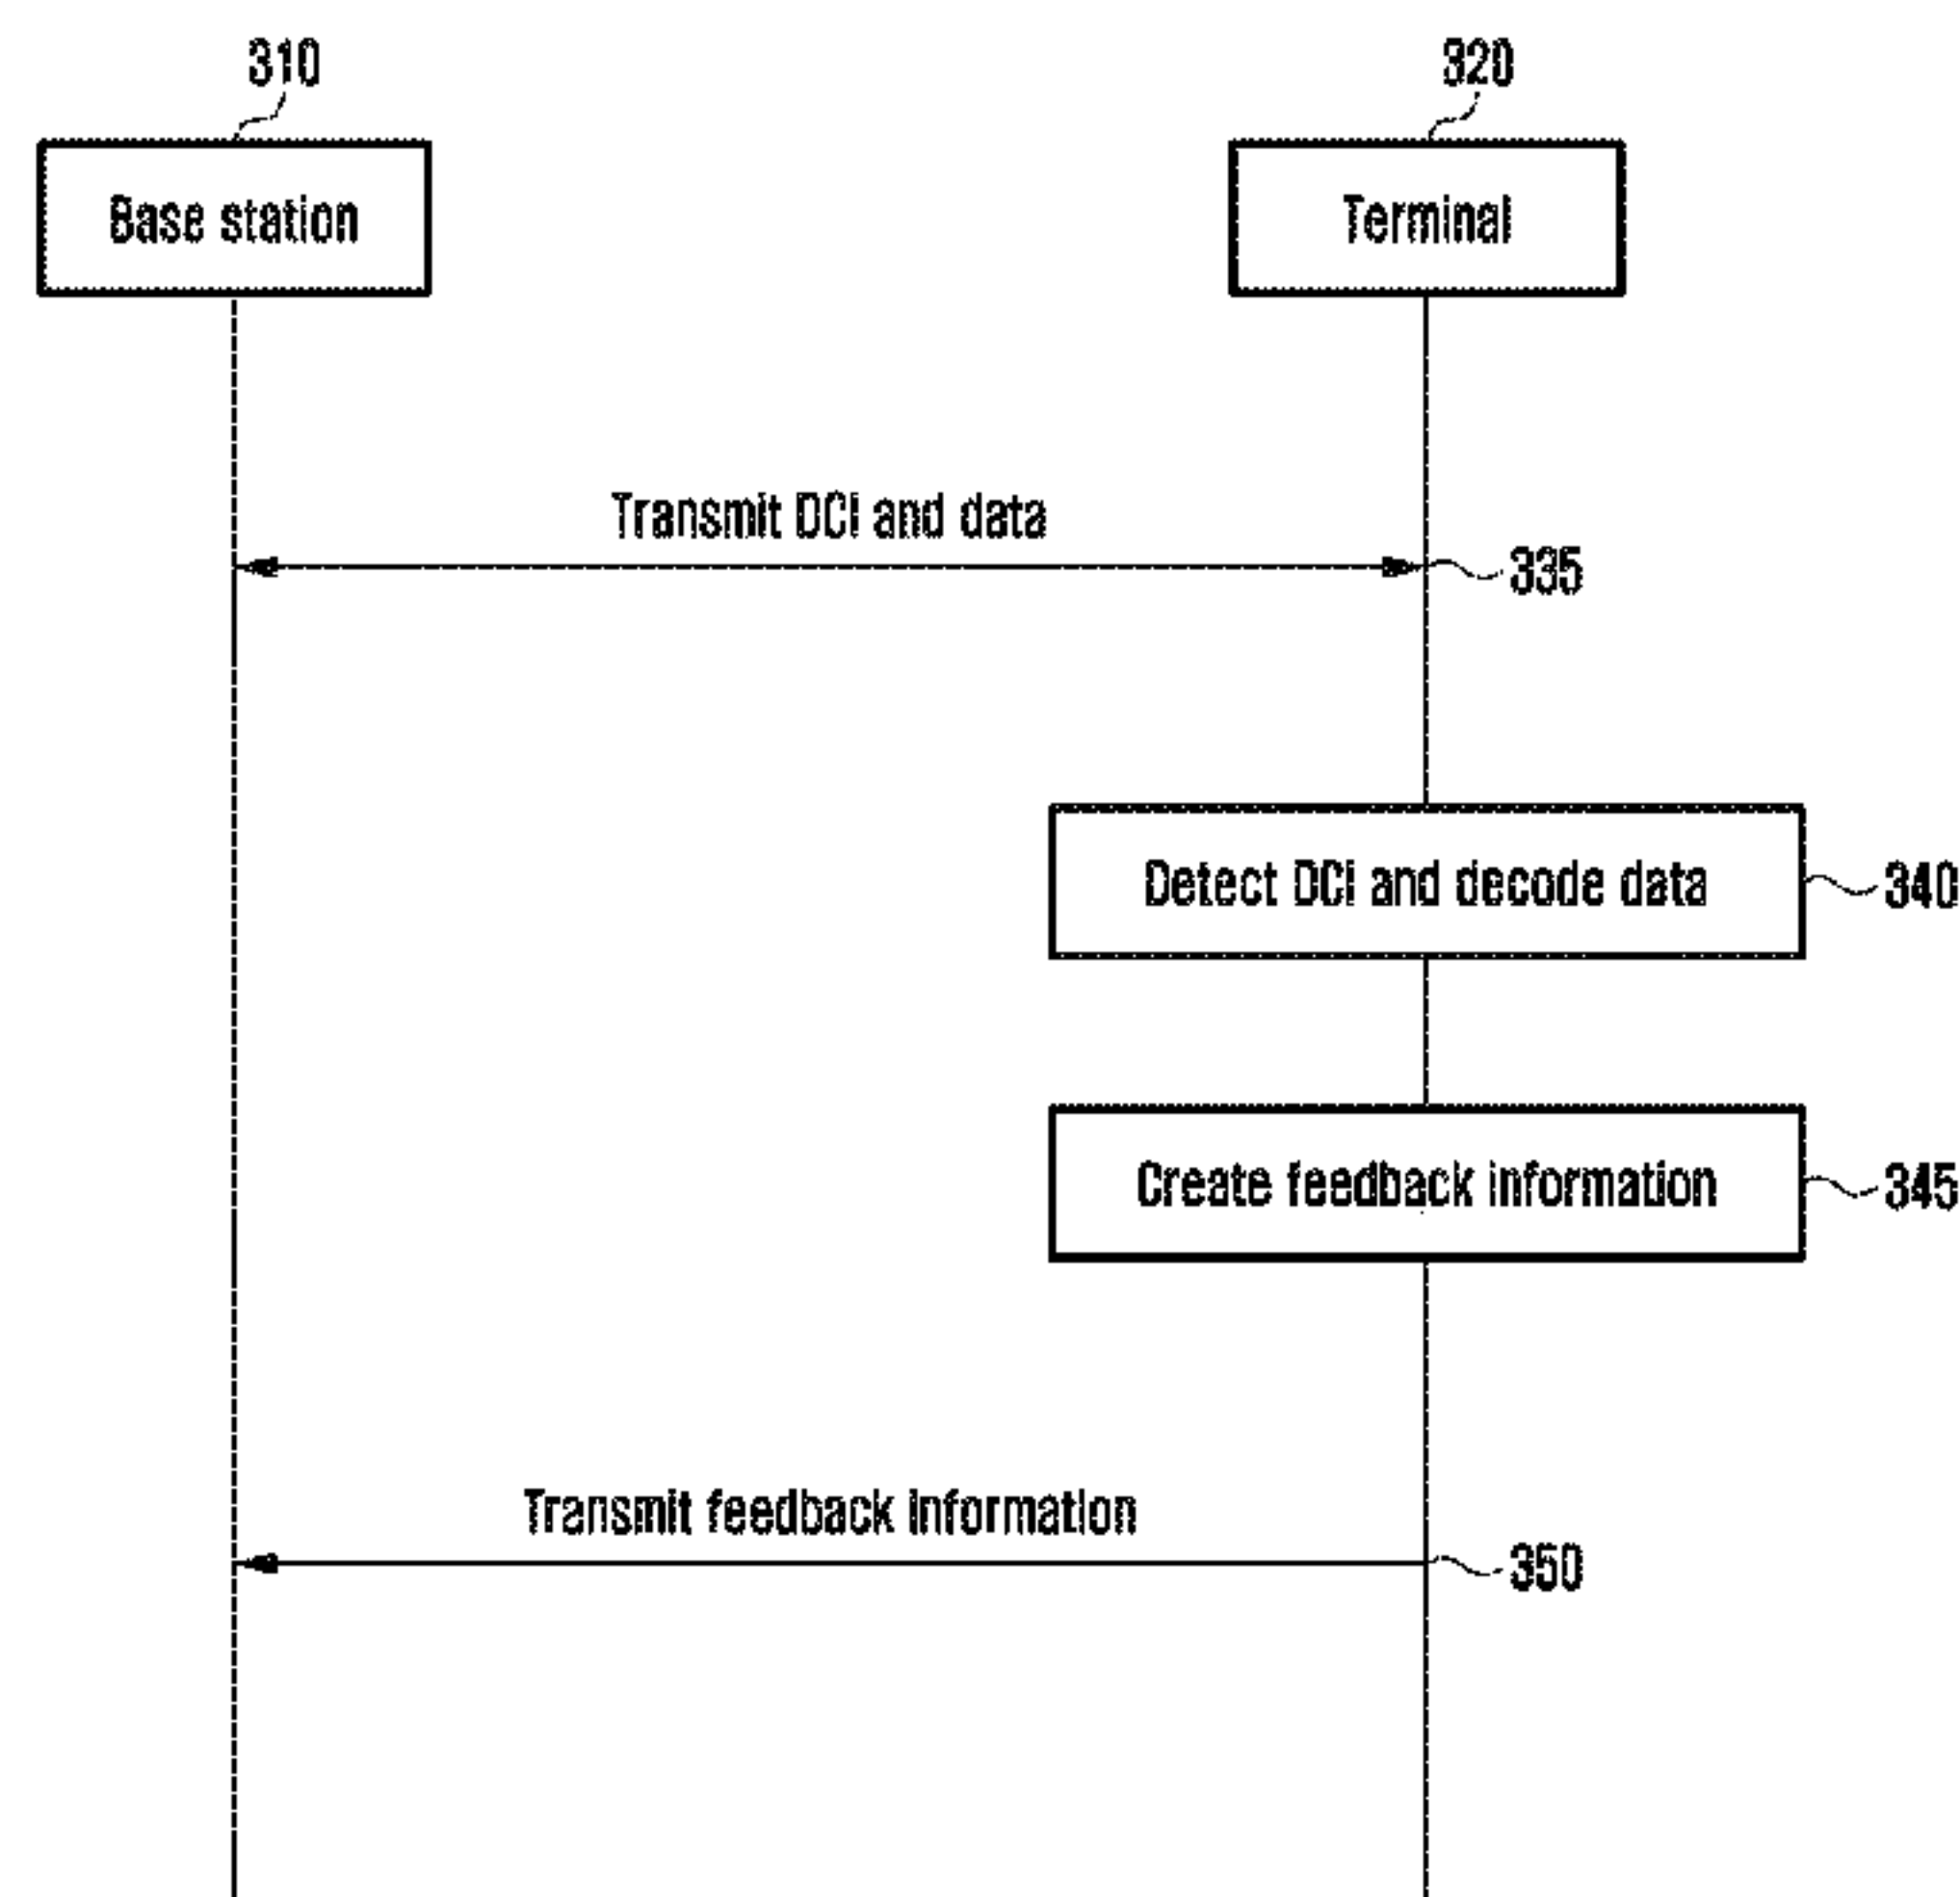 310
320
Base station
Terminal
Transmit DCI and data
335
Detect DCI and decode data
340
Create feedback information
345
Transmit feedback information
350